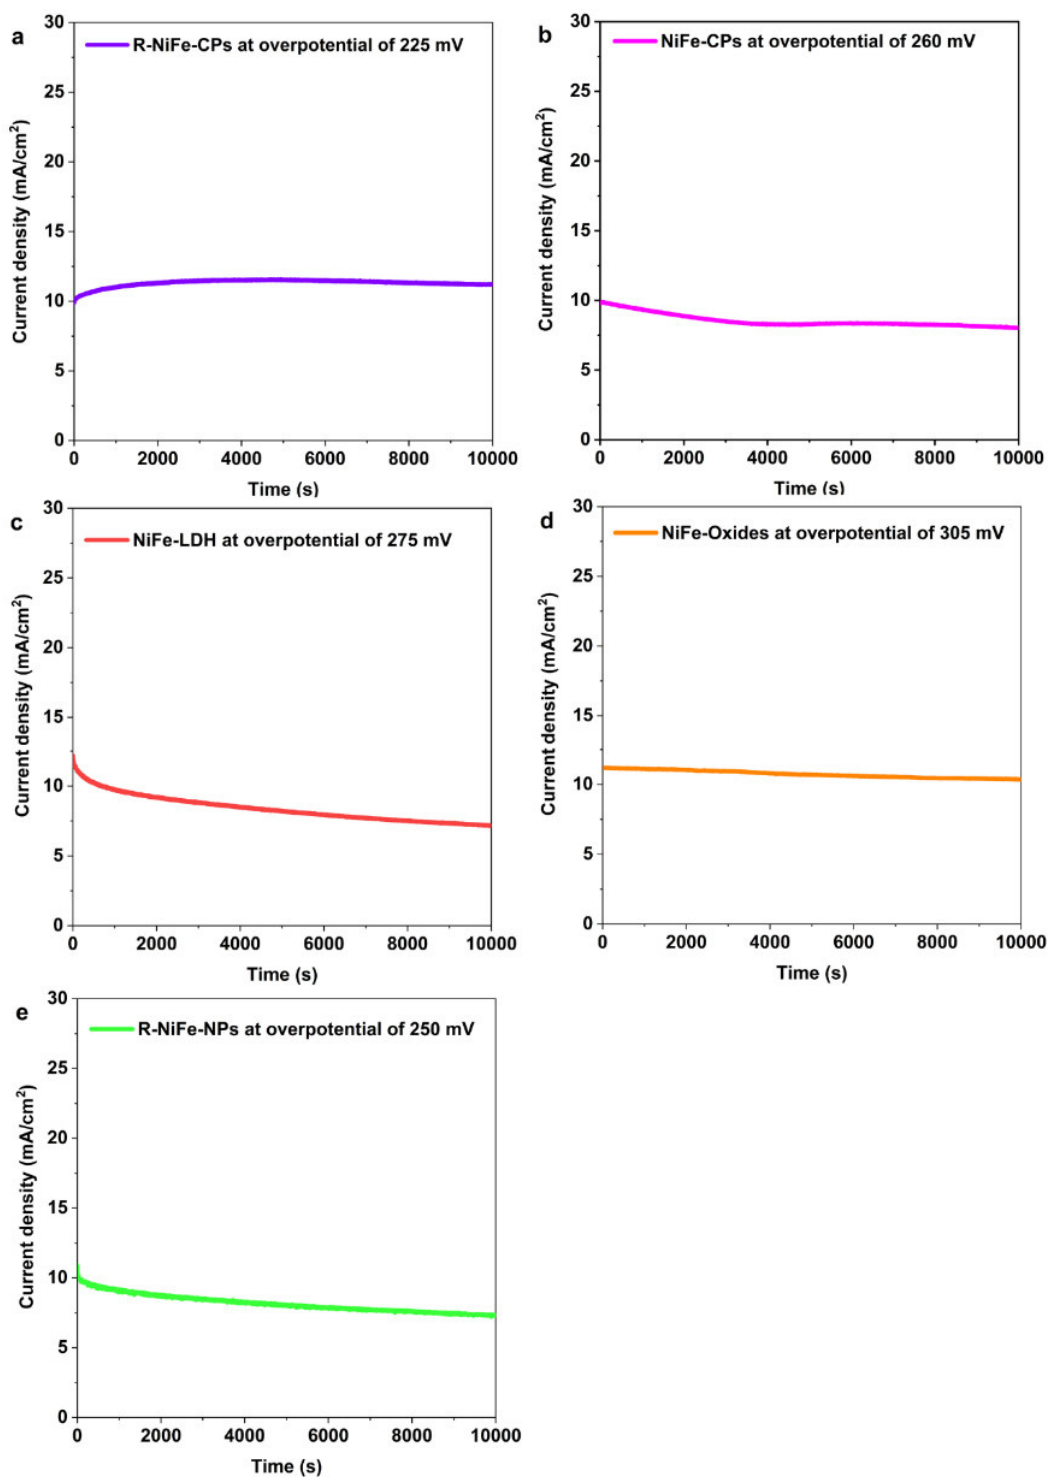 a
R-NiFe-CPs at overpotential of 225 mV
Current density (mA/cm²)
30
25
20
15
10
5
0
0 2000 4000 6000 8000 10000
Time (s)
b
NiFe-CPs at overpotential of 260 mV
Current density (mA/cm²)
30
25
20
15
10
5
0
0 2000 4000 6000 8000 10000
Time (s)
c
NiFe-LDH at overpotential of 275 mV
Current density (mA/cm²)
30
25
20
15
10
5
0
0 2000 4000 6000 8000 10000
Time (s)
d
NiFe-Oxides at overpotential of 305 mV
Current density (mA/cm²)
30
25
20
15
10
5
0
0 2000 4000 6000 8000 10000
Time (s)
e
R-NiFe-NPs at overpotential of 250 mV
Current density (mA/cm²)
30
25
20
15
10
5
0
0 2000 4000 6000 8000 10000
Time (s)